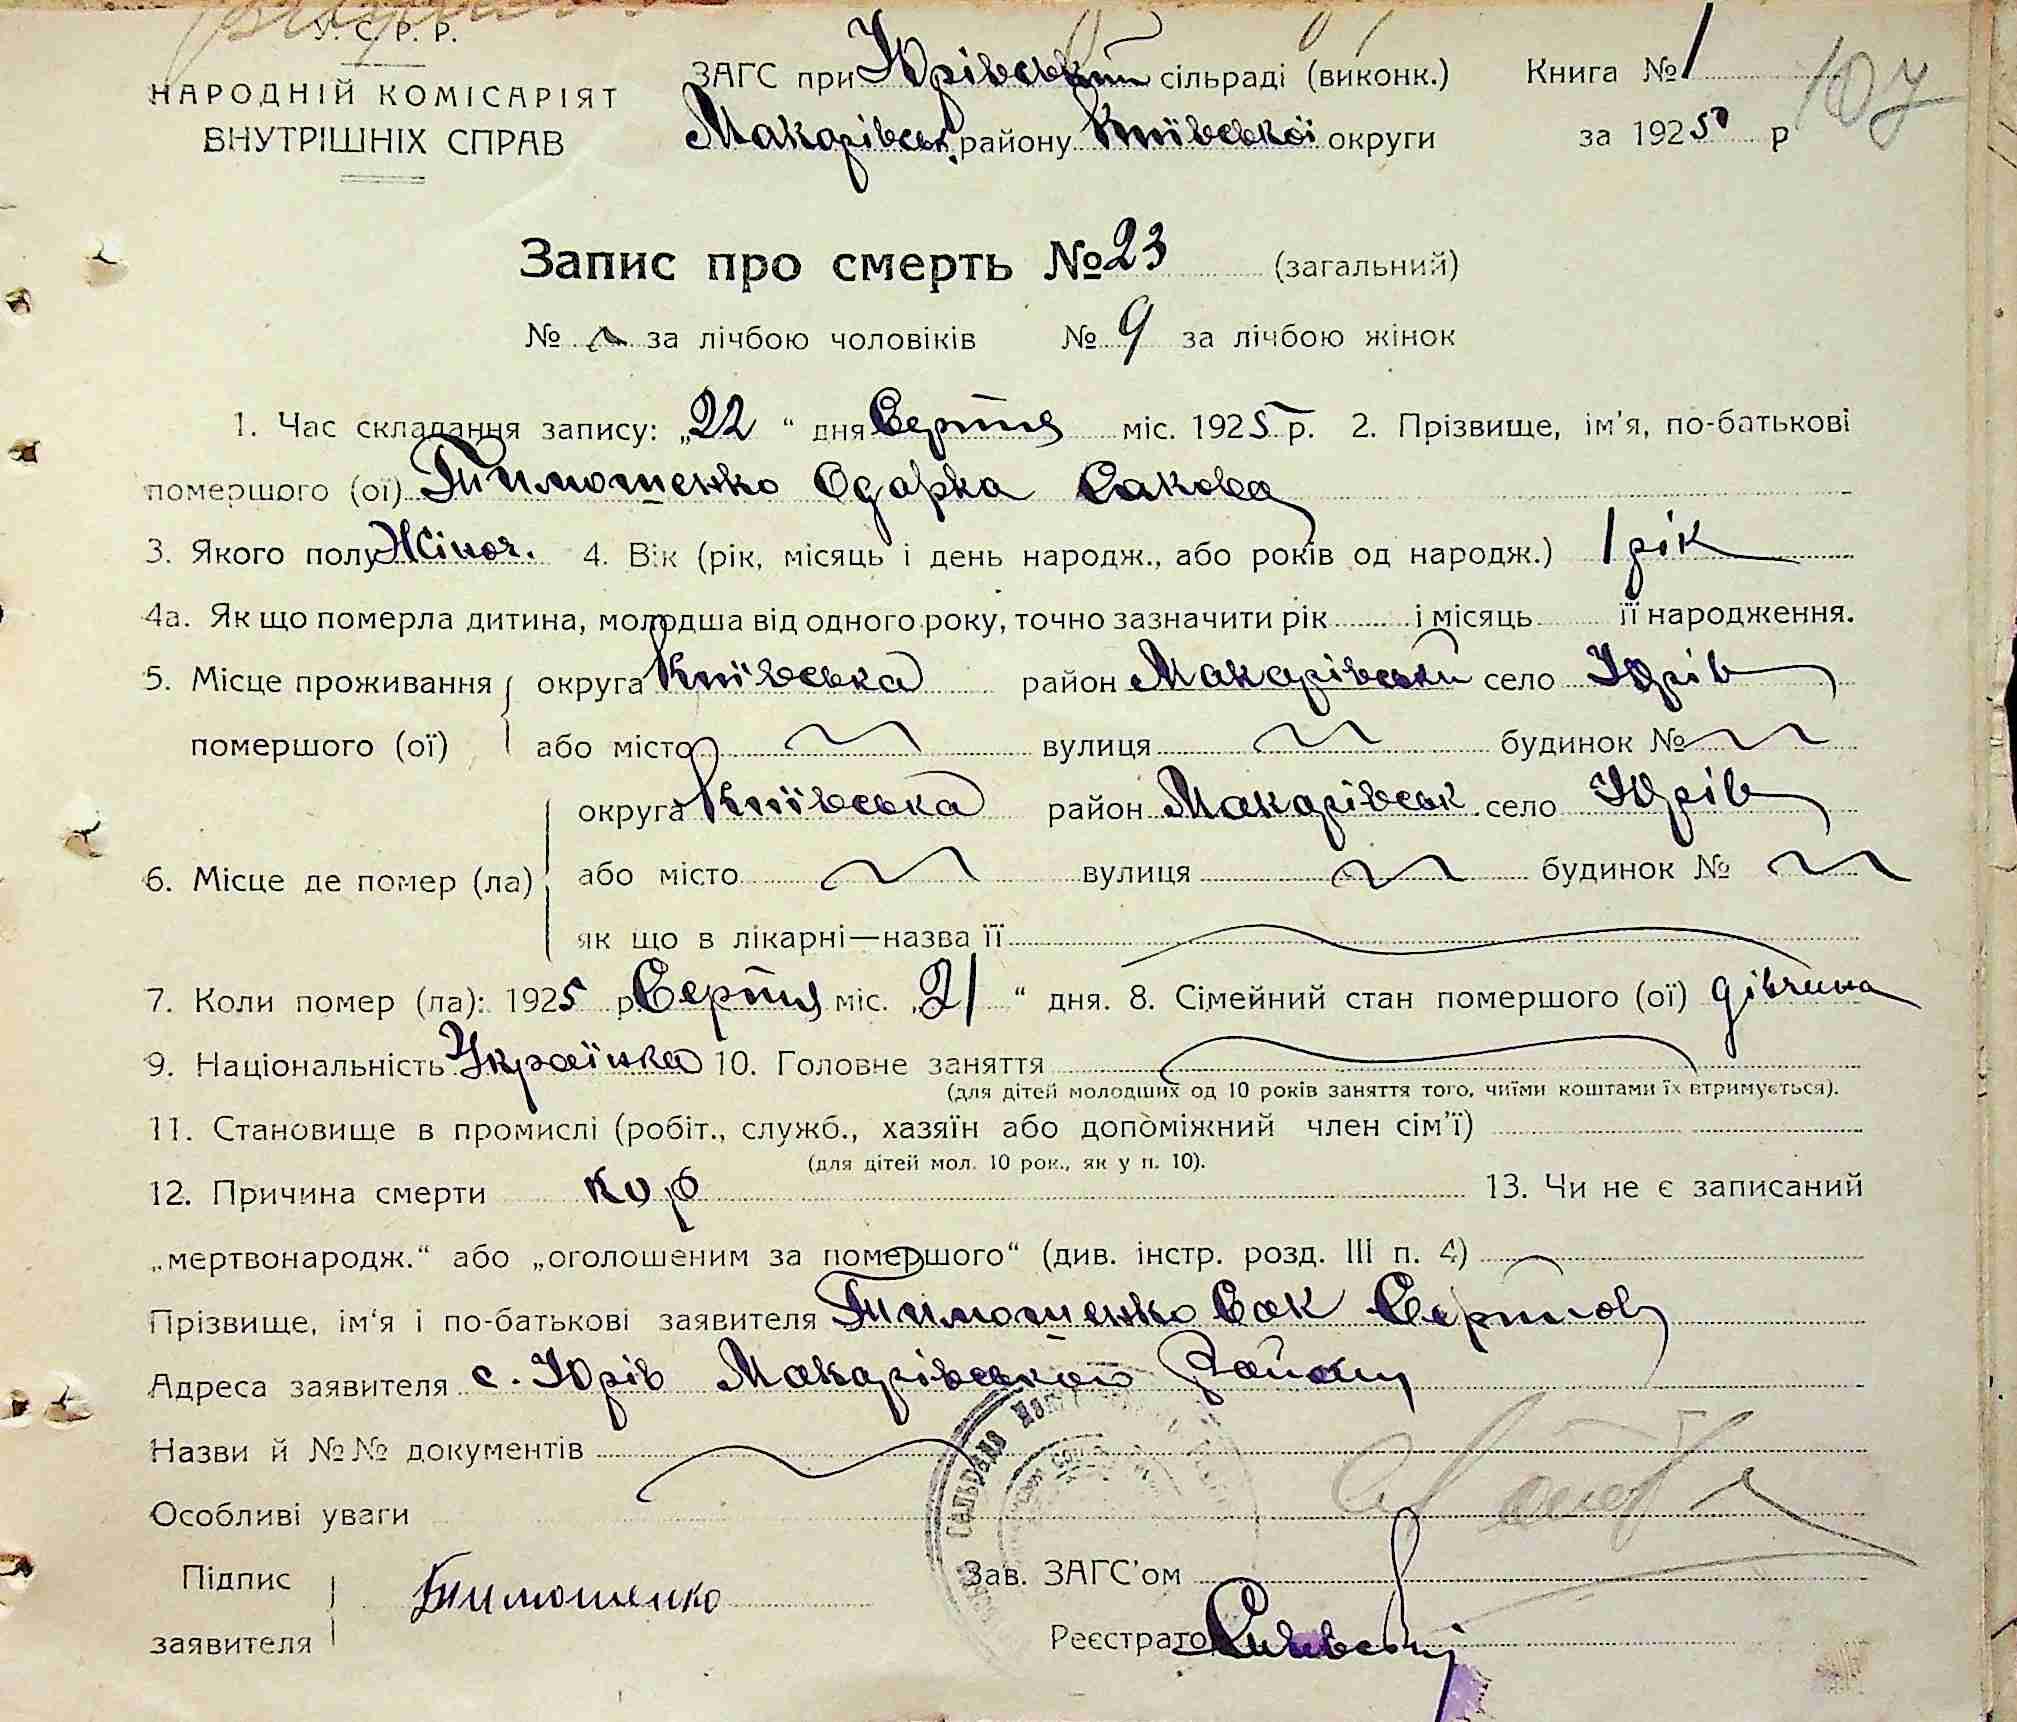 У. С. Р. Р.
НАРОДНІЙ КОМІСАРІЯТ
ВНУТРІШНІХ СПРАВ
ЗАГС при Юрівській сільраді (виконк.)
Макарівськ. району Київської округи
Книга № 1
за 1925 р
107
Запис про смерть № 23 (загальний)
№ за лічбою чоловіків № 9 за лічбою жінок
1. Час складання запису: „22 “ дня Серпня міс. 1925 р. 2. Прізвище, ім'я, по-батькові
помершого (ої) Тимошенко Одарка Сакова
3. Якого полу Жіноч. 4. Вік (рік, місяць і день народж., або років од народж.) 1 рік
4а. Як що померла дитина, молодша від одного року, точно зазначити рік і місяць її народження.
5. Місце проживання округа Київська район Макарівський село Юрів
помершого (ої) або місто вулиця будинок №
округа Київська район Макарівськ. село Юрів
6. Місце де помер (ла) або місто вулиця будинок №
як що в лікарні—назва її
7. Коли помер (ла): 1925 р. Серпня міс. „21 “ дня. 8. Сімейний стан помершого (ої) дівчина
9. Національність Українка 10. Головне заняття
(для дітей молодших од 10 років заняття того, чиїми коштами їх втримується).
11. Становище в промислі (робіт., служб., хазяїн або допоміжний член сім'ї)
(для дітей мол. 10 рок., як у п. 10).
12. Причина смерти кур 13. Чи не є записаний
„мертвонародж.“ або „оголошеним за помершого“ (див. інстр. розд. III п. 4)
Прізвище, ім'я і по-батькові заявителя Тимошенко Сак
Адреса заявителя с. Юрів Макарівського Району
Назви й №№ документів
Особливі уваги
Підпис
заявителя Тимошенко
Зав. ЗАГС'ом
Реєстратор